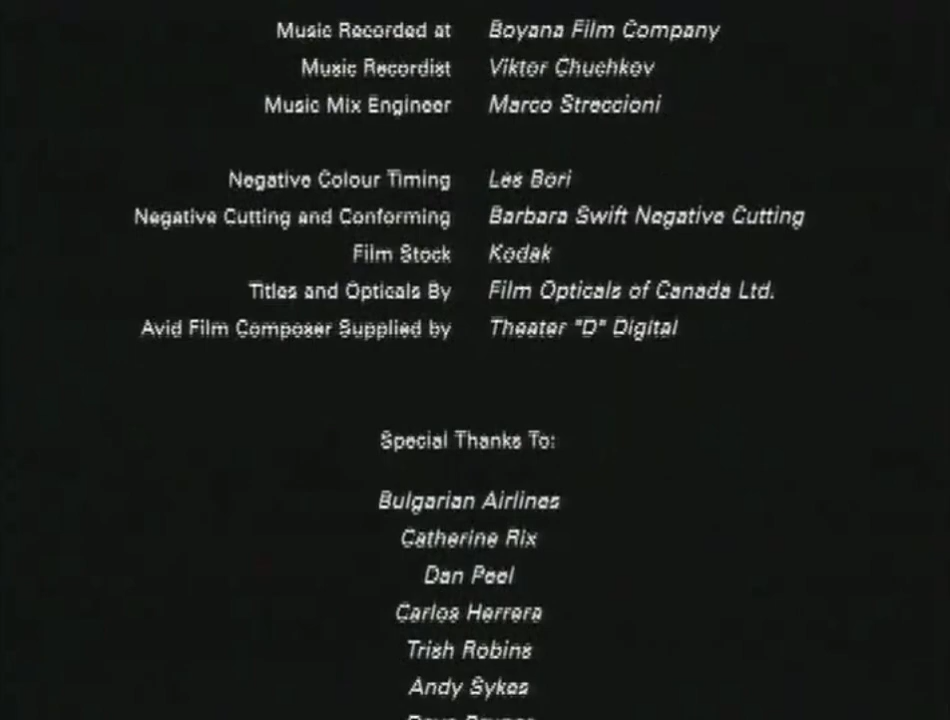 Music Recorded at Boyana Film Company
Music Recordist Viktor Chuchkov
Music Mix Engineer Marco Streccioni
Negative Colour Timing Les Bori
Negative Cutting and Conforming Barbara Swift Negative Cutting
Film Stock Kodak
Titles and Opticals By Film Opticals of Canada Ltd.
Avid Film Composer Supplied by Theater "D" Digital
Special Thanks To:
Bulgarian Airlines
Catherine Rix
Dan Peel
Carlos Herrera
Trish Robins
Andy Sykes